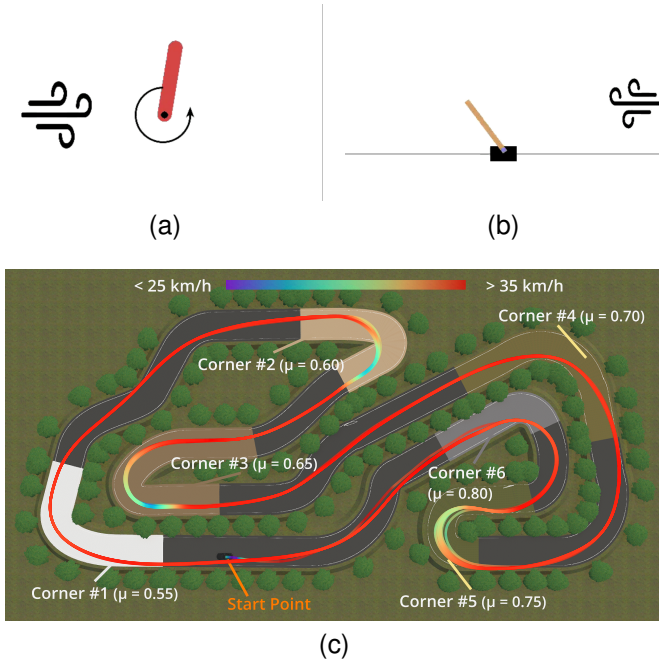 (a)
(b)
< 25 km/h
> 35 km/h
Corner #4 (μ = 0.70)
Corner #2 (μ = 0.60)
Corner #3 (μ = 0.65)
Corner #6
(μ = 0.80)
Corner #1 (μ = 0.55)
Start Point
Corner #5 (μ = 0.75)
(c)